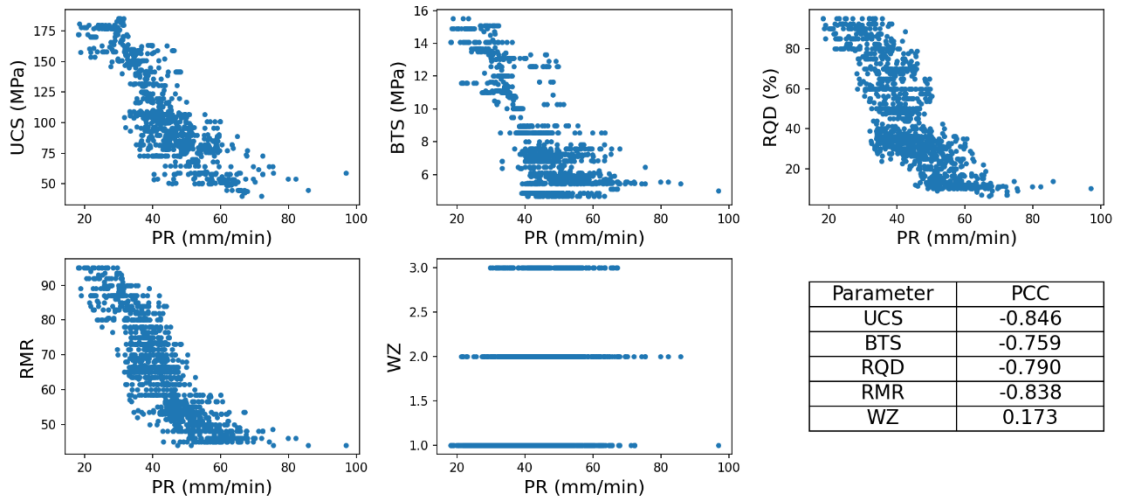 175
150
125
100
75
50
UCS (MPa)
20 40 60 80 100
PR (mm/min)
16
14
12
10
8
6
BTS (MPa)
20 40 60 80 100
PR (mm/min)
80
60
40
20
RQD (%)
20 40 60 80 100
PR (mm/min)
90
80
70
60
50
RMR
20 40 60 80 100
PR (mm/min)
3.0
2.5
2.0
1.5
1.0
WZ
20 40 60 80 100
PR (mm/min)
Parameter PCC
UCS -0.846
BTS -0.759
RQD -0.790
RMR -0.838
WZ 0.173